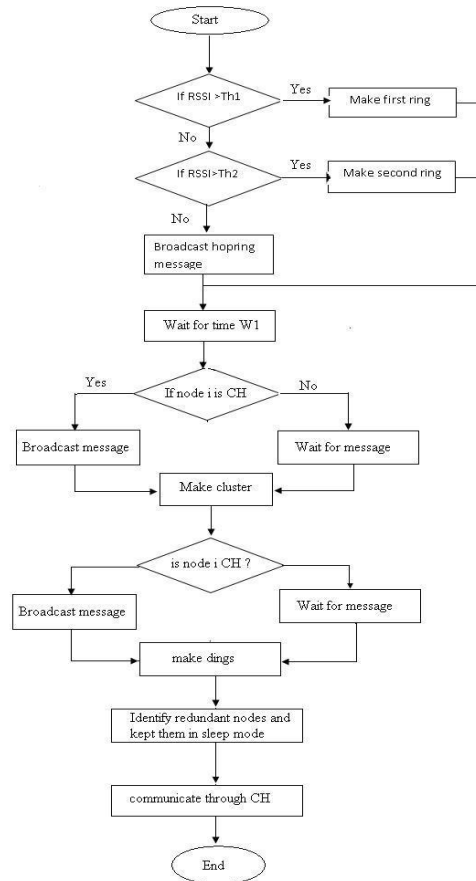 Start
If RSSI >Th1
Yes
Make first ring
No
If RSSI>Th2
Yes
Make second ring
No
Broadcast hopring
message
Wait for time W1
Yes
If node i is CH
No
Broadcast message
Wait for message
Make cluster
is node i CH ?
Broadcast message
Wait for message
make dings
Identify redundant nodes and
kept them in sleep mode
communicate through CH
End